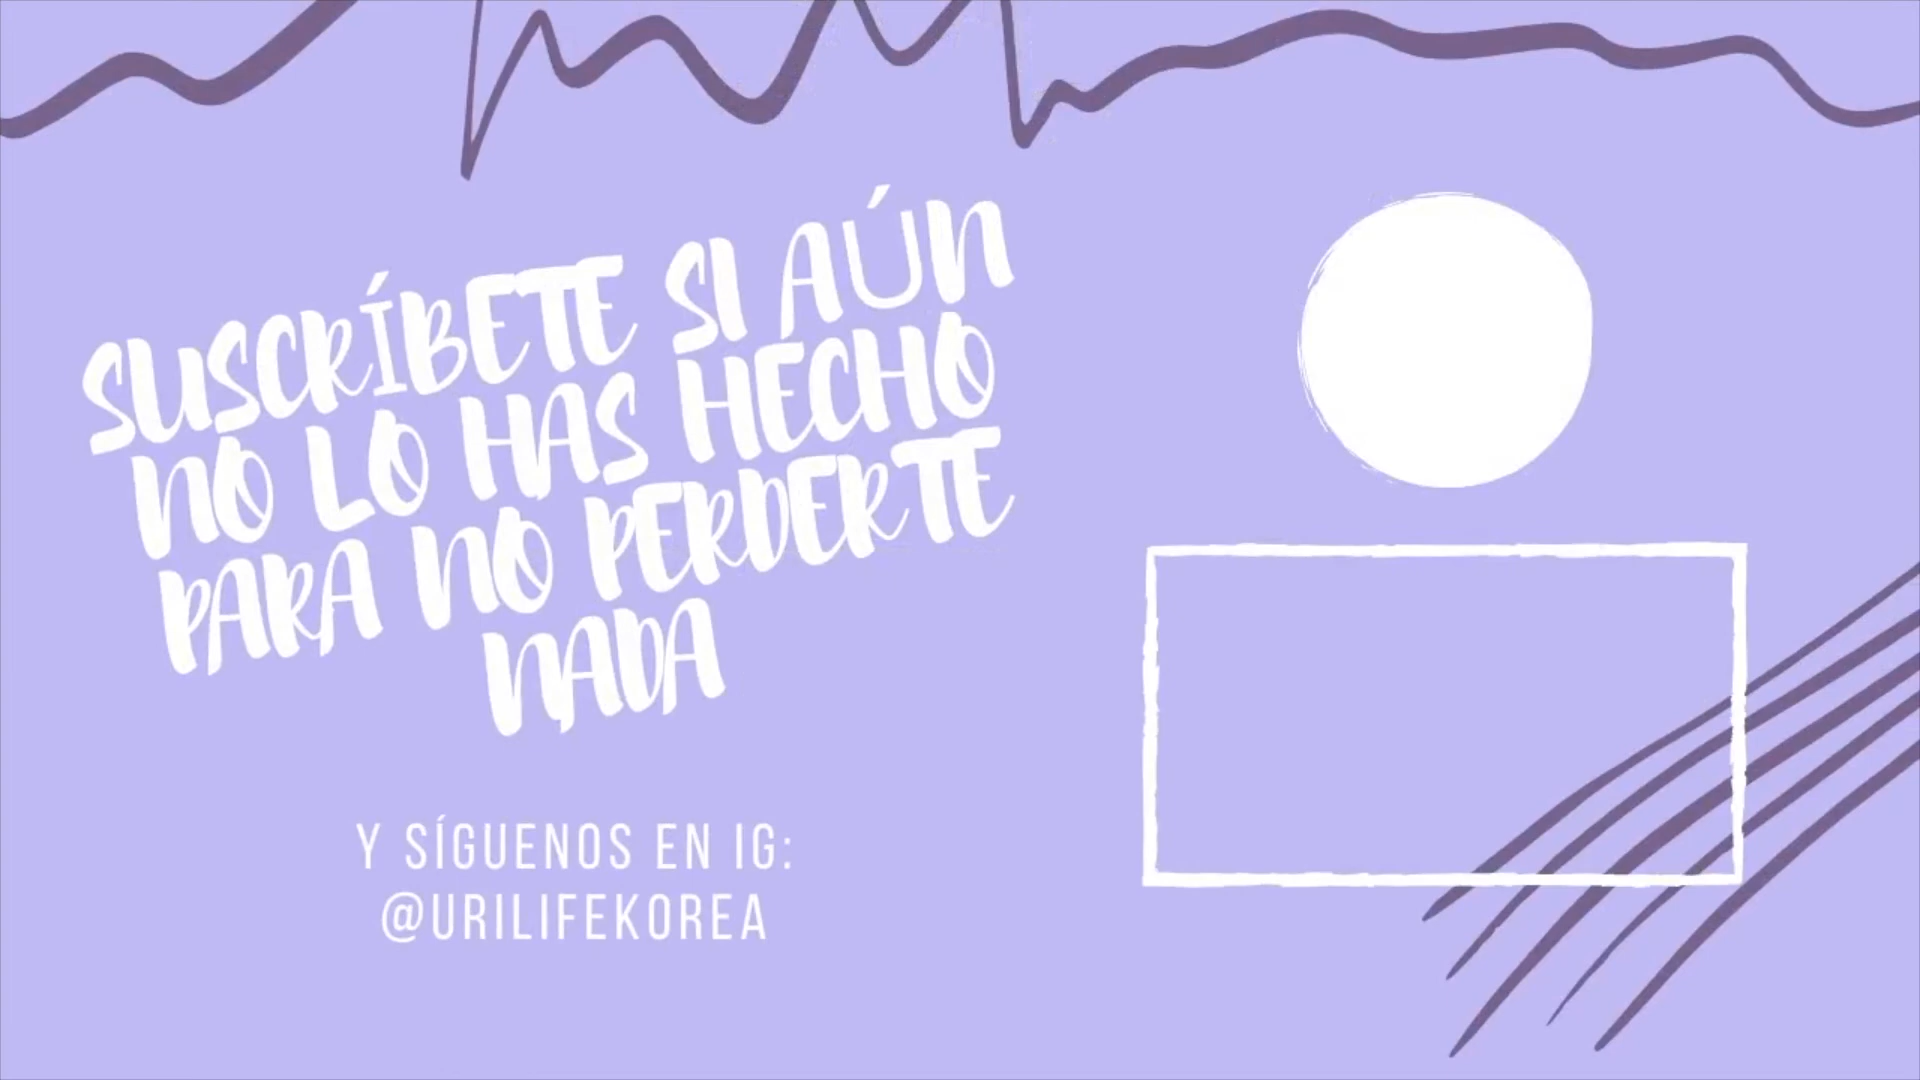 SUSCRÍBETE SI AÚN
NO LO HAS HECHO
PARA NO PERDERTE
NADA
Y SÍGUENOS EN IG:
@URILIFEKOREA